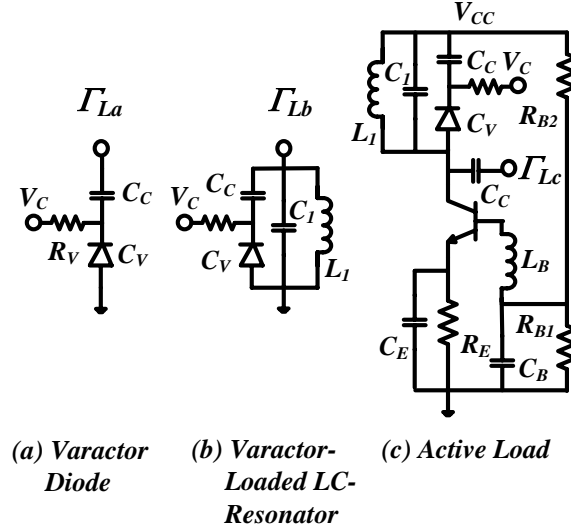 V_CC
C_1
C_C
V_C
R_B2
L_1
C_V
Γ_Lc
C_C
L_B
R_B1
C_E
R_E
C_B
Γ_La
V_C
C_C
R_V
C_V
Γ_Lb
V_C
C_C
C_1
C_V
L_1
(a) Varactor
Diode
(b) Varactor-
Loaded LC-
Resonator
(c) Active Load